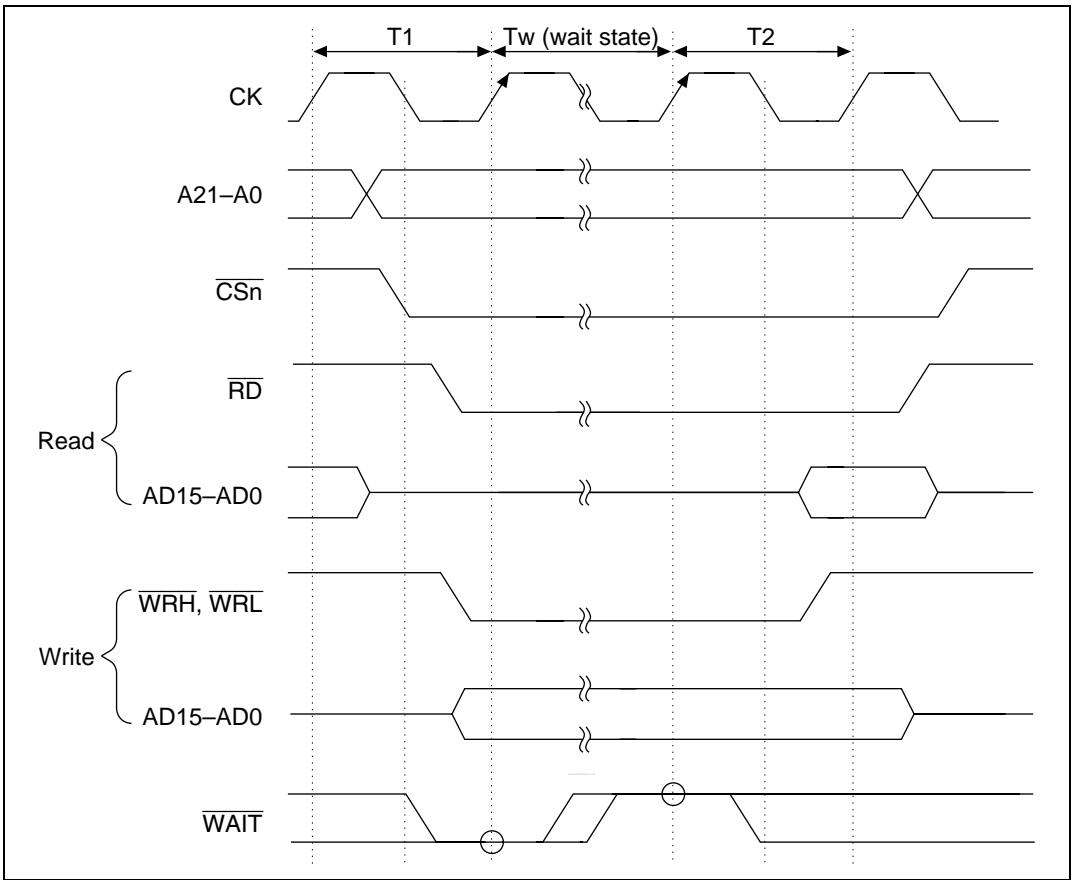 T1 Tw (wait state) T2
CK
A21–A0
CSn
RD
Read
AD15–AD0
WRH, WRL
Write
AD15–AD0
WAIT